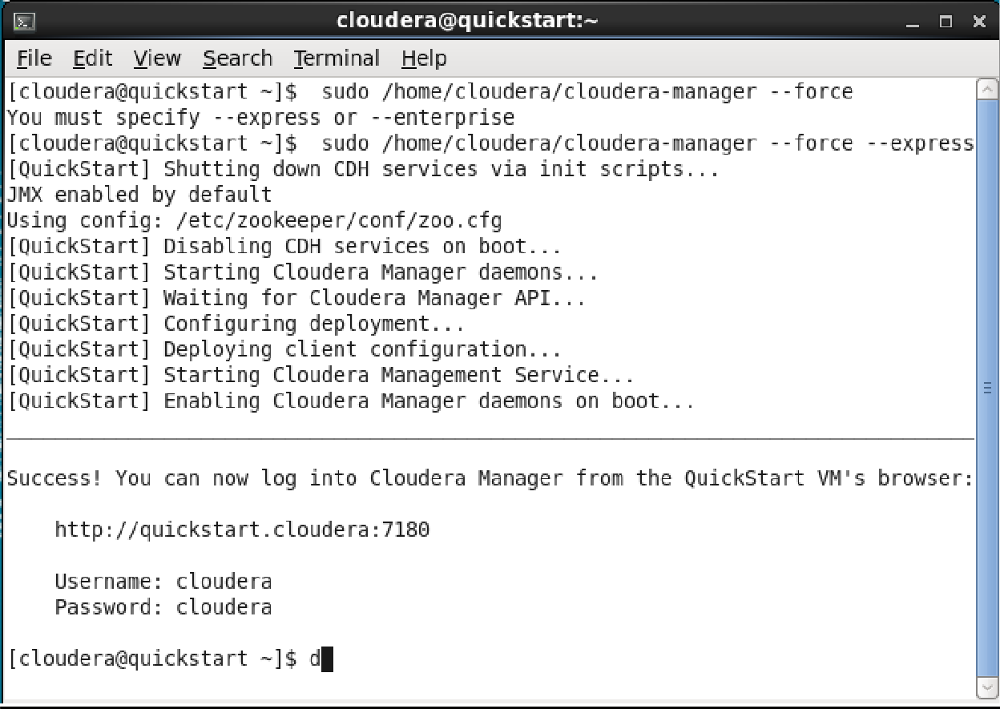 cloudera@quickstart:~
File Edit View Search Terminal Help
[cloudera@quickstart ~]$  sudo /home/cloudera/cloudera-manager --force
You must specify --express or --enterprise
[cloudera@quickstart ~]$  sudo /home/cloudera/cloudera-manager --force --express
[QuickStart] Shutting down CDH services via init scripts...
JMX enabled by default
Using config: /etc/zookeeper/conf/zoo.cfg
[QuickStart] Disabling CDH services on boot...
[QuickStart] Starting Cloudera Manager daemons...
[QuickStart] Waiting for Cloudera Manager API...
[QuickStart] Configuring deployment...
[QuickStart] Deploying client configuration...
[QuickStart] Starting Cloudera Management Service...
[QuickStart] Enabling Cloudera Manager daemons on boot...
Success! You can now log into Cloudera Manager from the QuickStart VM's browser:
http://quickstart.cloudera:7180
Username: cloudera
Password: cloudera
[cloudera@quickstart ~]$ d